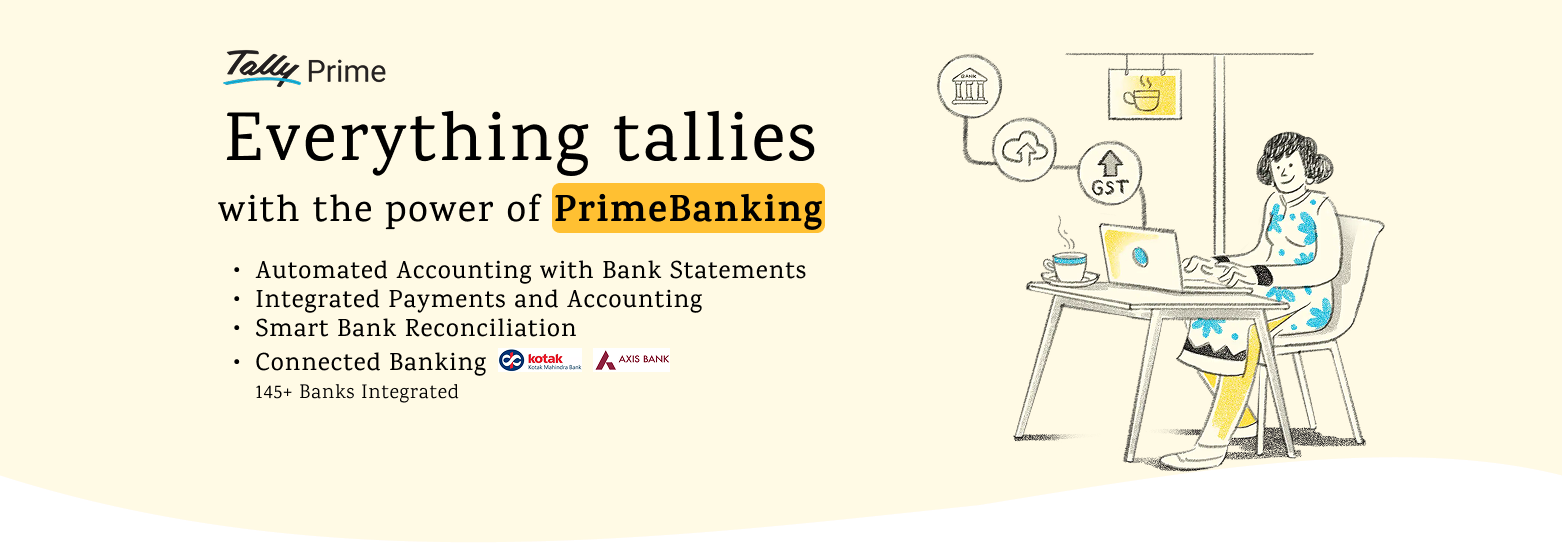 Tally Prime
Everything tallies
with the power of PrimeBanking
• Automated Accounting with Bank Statements
• Integrated Payments and Accounting
• Smart Bank Reconciliation
• Connected Banking kotak Kotak Mahindra Bank AXIS BANK
145+ Banks Integrated
BANK
GST